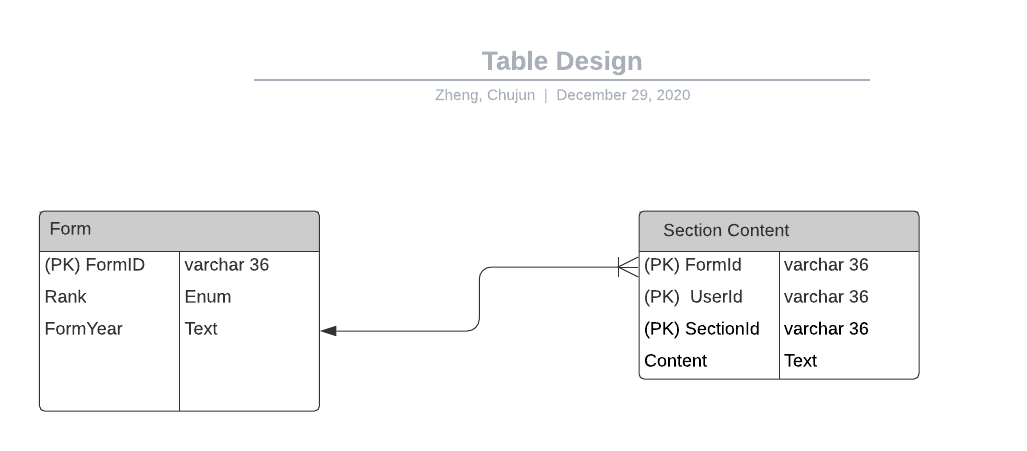 Table Design
Zheng, Chujun | December 29, 2020
Form
(PK) FormID varchar 36
Rank Enum
FormYear Text
Section Content
(PK) FormId varchar 36
(PK) UserId varchar 36
(PK) SectionId varchar 36
Content Text